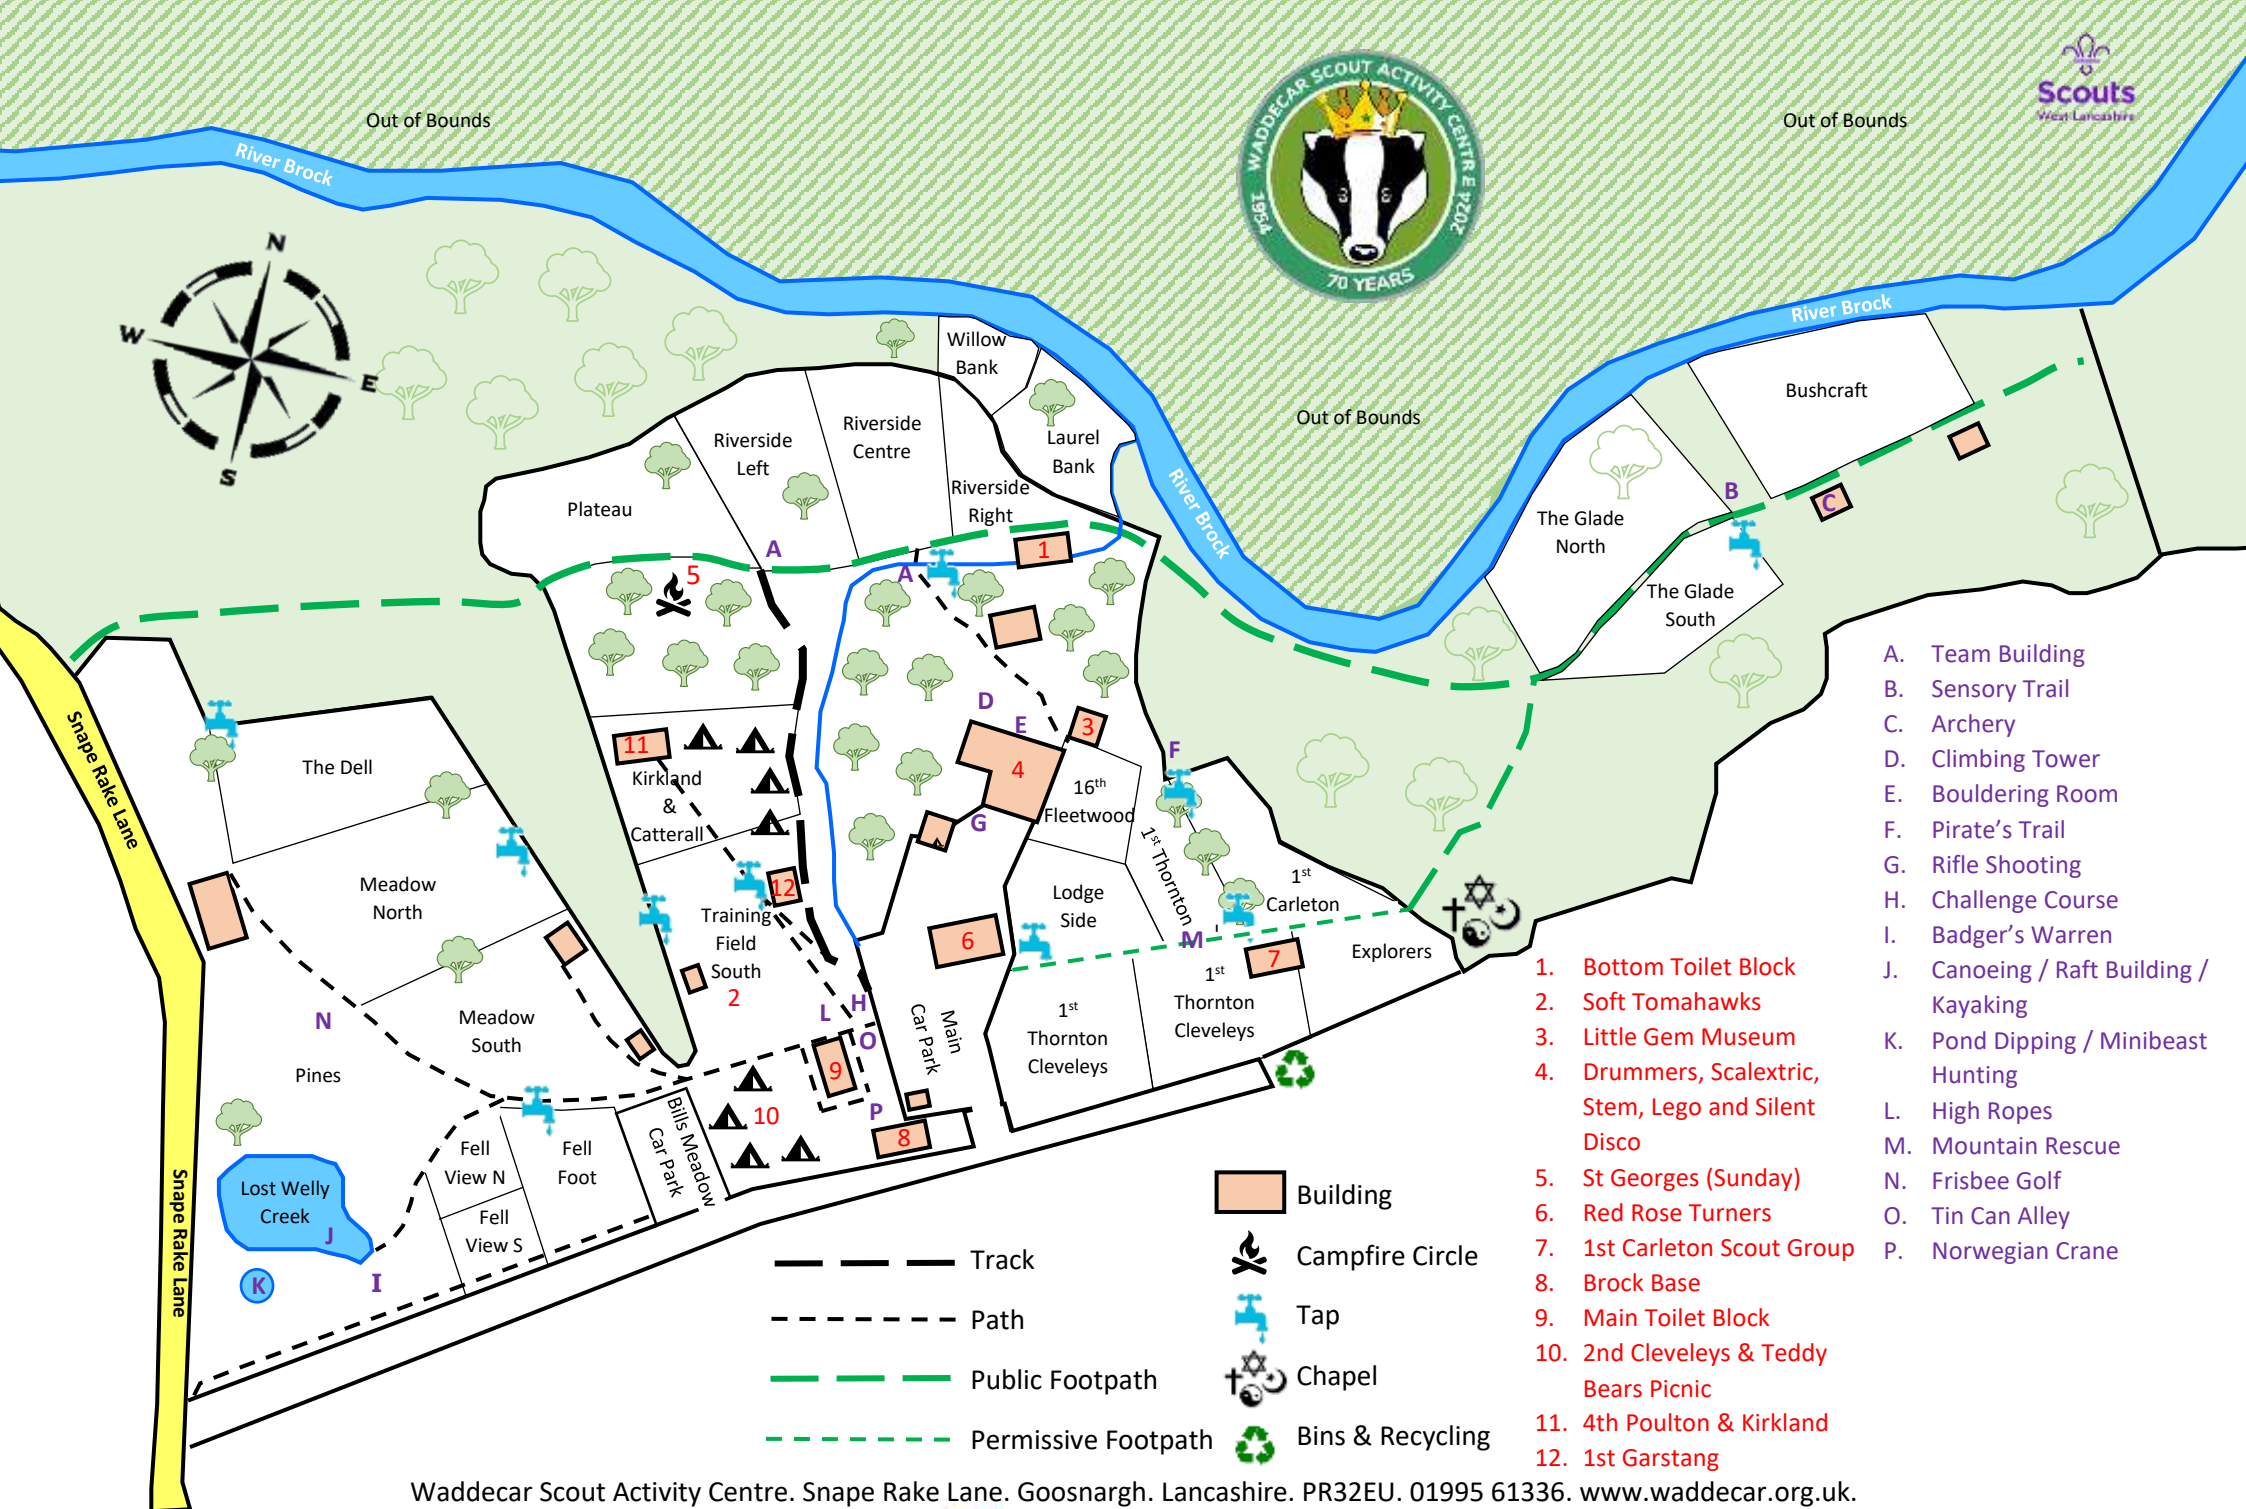 Out of Bounds
Out of Bounds
Scouts
West Lancashire
WADDECAR SCOUT ACTIVITY CENTRE
1954
2024
70 YEARS
River Brock
River Brock
River Brock
Out of Bounds
N
W
E
S
Willow
Bank
Laurel
Bank
Riverside
Left
Riverside
Centre
Riverside
Right
Plateau
Bushcraft
The Glade
North
The Glade
South
A
A
B
C
1
5
D
E
3
4
F
G
11
Kirkland
&
Catterall
16th
Fleetwood
1st Thornton
1st
Carleton
Lodge
Side
Explorers
M
7
1st
Thornton
Cleveleys
1st
Thornton
Cleveleys
6
Main
Car Park
12
Training
Field
South
2
L
H
O
9
P
8
10
Bills Meadow
Car Park
The Dell
Meadow
North
Meadow
South
N
Pines
Fell
View N
Fell
View S
Fell
Foot
Lost Welly
Creek
J
K
I
Snape Rake Lane
Snape Rake Lane
A. Team Building
B. Sensory Trail
C. Archery
D. Climbing Tower
E. Bouldering Room
F. Pirate's Trail
G. Rifle Shooting
H. Challenge Course
I. Badger's Warren
J. Canoeing / Raft Building /
Kayaking
K. Pond Dipping / Minibeast
Hunting
L. High Ropes
M. Mountain Rescue
N. Frisbee Golf
O. Tin Can Alley
P. Norwegian Crane
1. Bottom Toilet Block
2. Soft Tomahawks
3. Little Gem Museum
4. Drummers, Scalextric,
Stem, Lego and Silent
Disco
5. St Georges (Sunday)
6. Red Rose Turners
7. 1st Carleton Scout Group
8. Brock Base
9. Main Toilet Block
10. 2nd Cleveleys & Teddy
Bears Picnic
11. 4th Poulton & Kirkland
12. 1st Garstang
Track
Path
Public Footpath
Permissive Footpath
Building
Campfire Circle
Tap
Chapel
Bins & Recycling
Waddecar Scout Activity Centre. Snape Rake Lane. Goosnargh. Lancashire. PR32EU. 01995 61336. www.waddecar.org.uk.